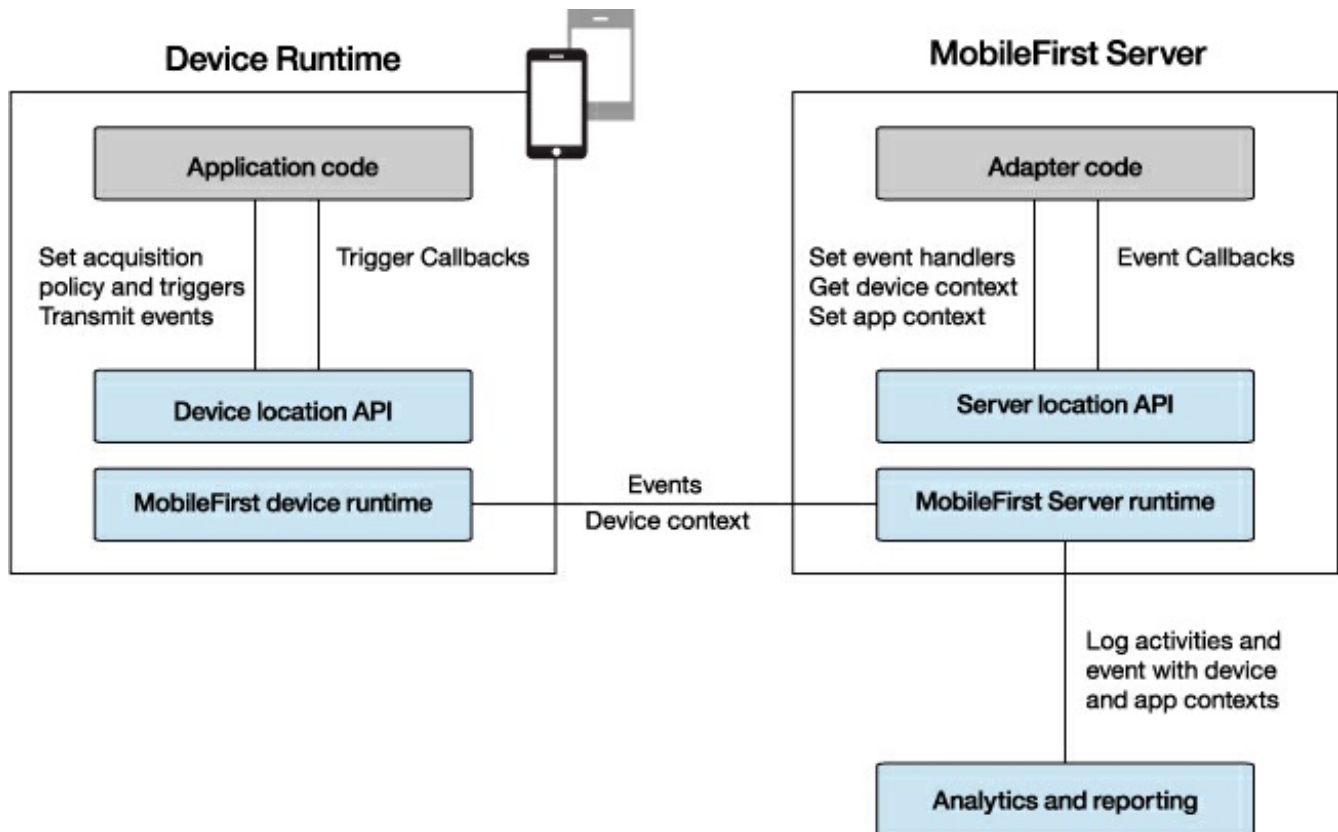 Device Runtime
Application code
Set acquisition
policy and triggers
Transmit events
Trigger Callbacks
Device location API
MobileFirst device runtime
Events
Device context
MobileFirst Server
Adapter code
Set event handlers
Get device context
Set app context
Event Callbacks
Server location API
MobileFirst Server runtime
Log activities and
event with device
and app contexts
Analytics and reporting